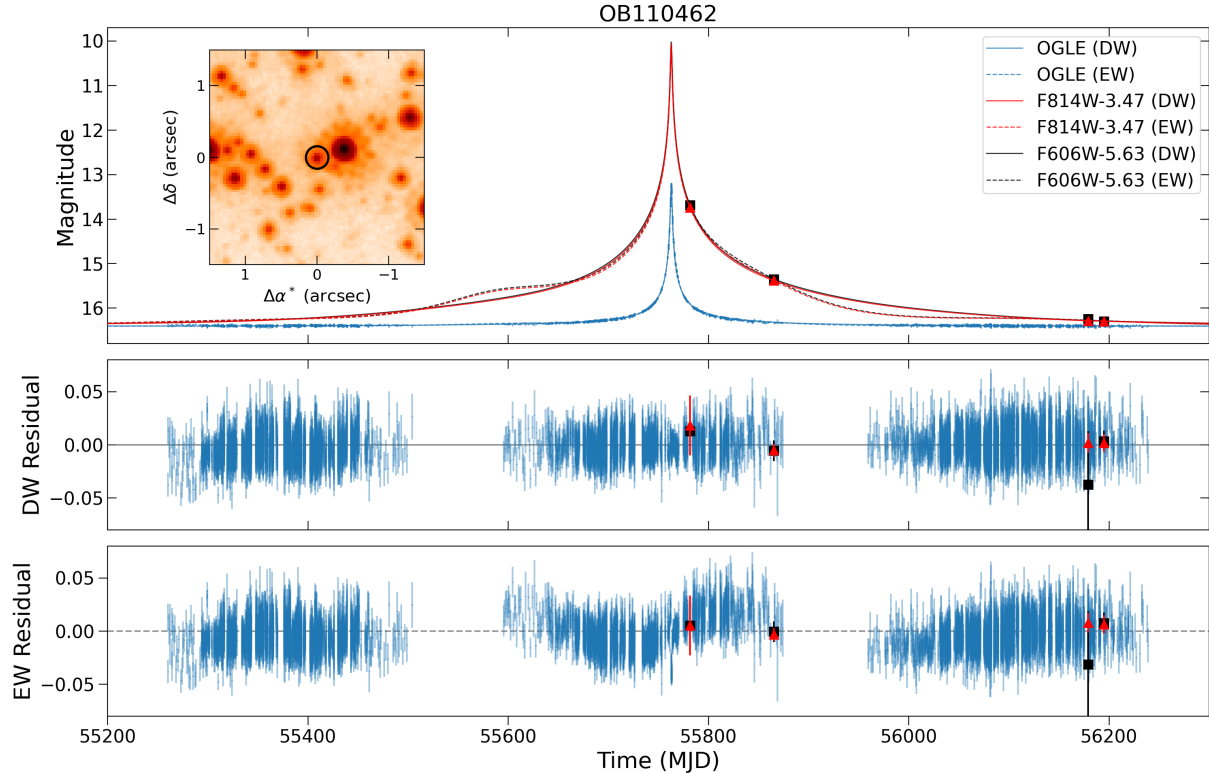 OB110462
Magnitude
10
11
12
13
14
15
16
Δδ (arcsec)
1
0
−1
1 0 −1
Δα* (arcsec)
OGLE (DW)
OGLE (EW)
F814W-3.47 (DW)
F814W-3.47 (EW)
F606W-5.63 (DW)
F606W-5.63 (EW)
DW Residual
0.05
0.00
−0.05
EW Residual
0.05
0.00
−0.05
55200 55400 55600 55800 56000 56200
Time (MJD)